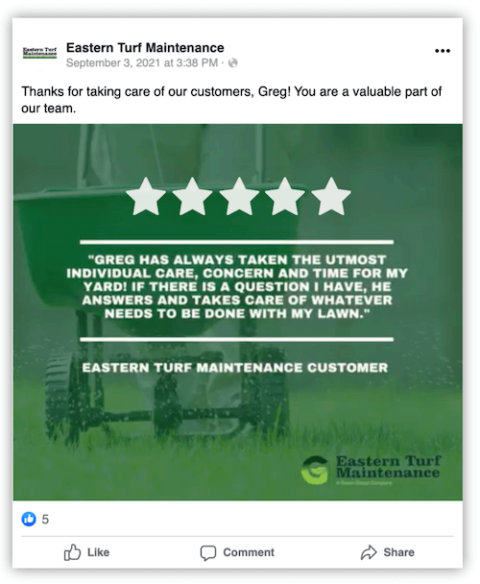 Eastern Turf
Maintenance
Eastern Turf Maintenance
September 3, 2021 at 3:38 PM ·
Thanks for taking care of our customers, Greg! You are a valuable part of
our team.
"GREG HAS ALWAYS TAKEN THE UTMOST
INDIVIDUAL CARE, CONCERN AND TIME FOR MY
YARD! IF THERE IS A QUESTION I HAVE, HE
ANSWERS AND TAKES CARE OF WHATEVER
NEEDS TO BE DONE WITH MY LAWN."
EASTERN TURF MAINTENANCE CUSTOMER
Eastern Turf
Maintenance
5
Like Comment Share